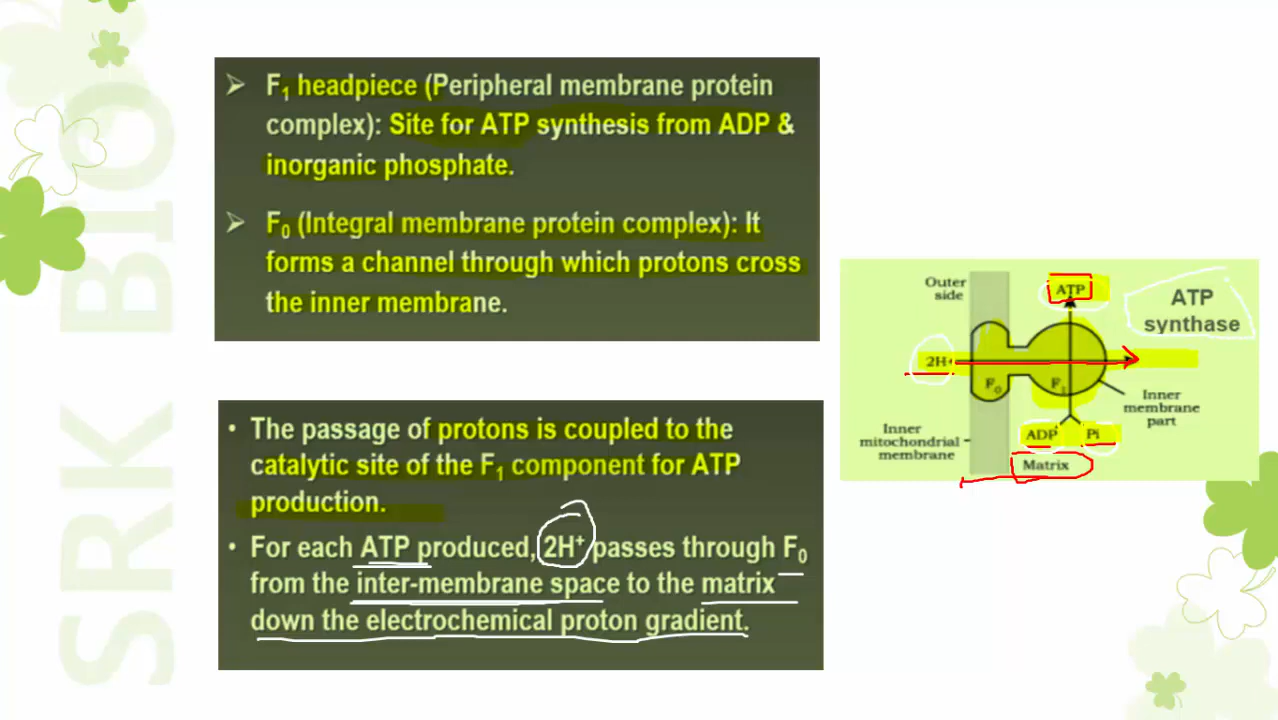 SRK BIO
➢ F₁ headpiece (Peripheral membrane protein
complex): Site for ATP synthesis from ADP &
inorganic phosphate.
➢ F₀ (Integral membrane protein complex): It
forms a channel through which protons cross
the inner membrane.
• The passage of protons is coupled to the
catalytic site of the F₁ component for ATP
production.
• For each ATP produced, 2H⁺ passes through F₀
from the inter-membrane space to the matrix
down the electrochemical proton gradient.
Outer
side
ATP
ATP
synthase
2H+
F₀
F₁
Inner
membrane
part
Inner
mitochondrial
membrane
ADP
Pi
Matrix